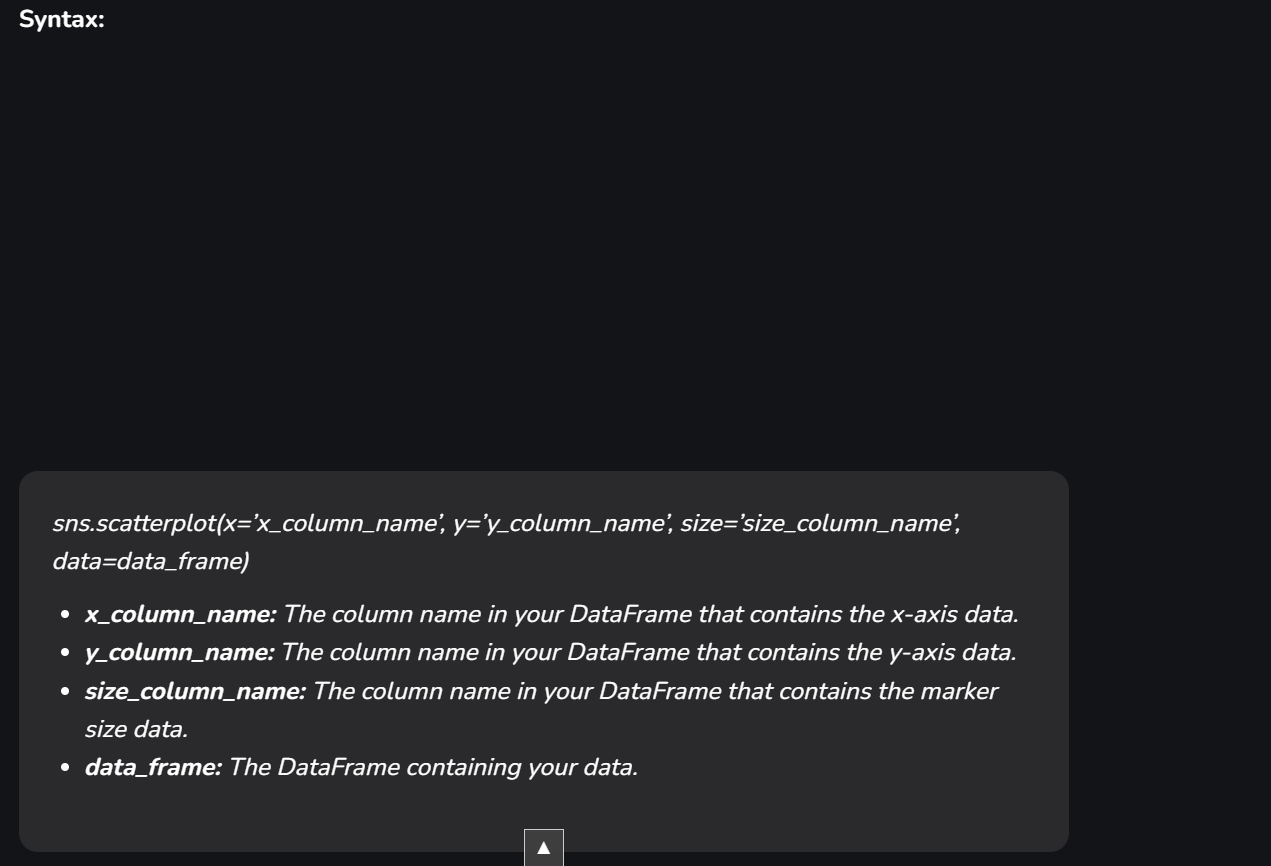 Syntax:
sns.scatterplot(x=’x_column_name’, y=’y_column_name’, size=’size_column_name’,
data=data_frame)
• x_column_name: The column name in your DataFrame that contains the x-axis data.
• y_column_name: The column name in your DataFrame that contains the y-axis data.
• size_column_name: The column name in your DataFrame that contains the marker
size data.
• data_frame: The DataFrame containing your data.
▲